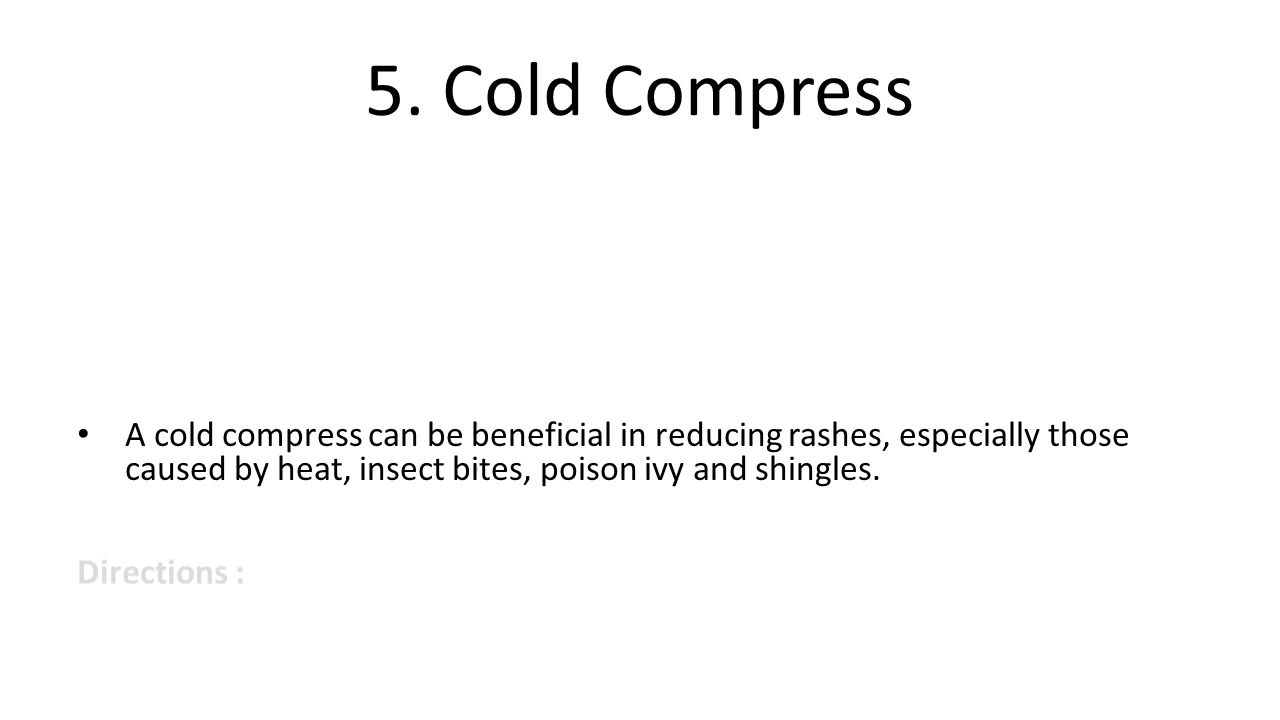 5. Cold Compress
• A cold compress can be beneficial in reducing rashes, especially those
caused by heat, insect bites, poison ivy and shingles.
Directions :